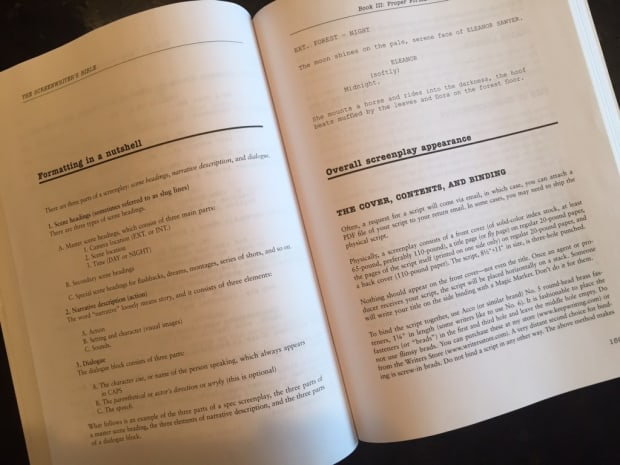 THE SCREENWRITER'S BIBLE
Formatting in a nutshell
There are three parts of a screenplay: scene headings, narrative description, and dialogue.
1. Scene headings (sometimes referred to as slug lines)
There are three types of scene headings.
A. Master scene headings, which consist of three main parts:
1. Camera location (EXT. or INT.)
2. Scene location
3. Time (DAY or NIGHT)
B. Secondary scene headings
C. Special scene headings for flashbacks, dreams, montages, series of shots, and so on.
2. Narrative description (action)
The word "narrative" loosely means story, and it consists of three elements:
A. Action
B. Setting and character (visual images)
C. Sounds.
3. Dialogue
The dialogue block consists of three parts:
A. The character cue, or name of the person speaking, which always appears
in CAPS.
B. The parenthetical or actor's direction or wryly (this is optional)
C. The speech.
What follows is an example of the three parts of a spec screenplay, the three parts of
a master scene heading, the three elements of narrative description, and the three parts
of a dialogue block.
Book III: Proper
EXT. FOREST - NIGHT
The moon shines on the pale, serene face of ELEANOR SAWYER.
ELEANOR
(softly)
Midnight.
She mounts a horse and rides into the darkness, the hoof
beats muffled by the leaves and flora on the forest floor.
Overall screenplay appearance
THE COVER, CONTENTS, AND BINDING
Often, a request for a script will come via email, in which case, you can attach a
PDF file of your script to your return email. In some cases, you may need to ship the
physical script.
Physically, a screenplay consists of a front cover (of solid-color index stock, at least
65-pound, preferably 110-pound), a title page (or fly page) on regular 20-pound paper,
the pages of the script itself (printed on one side only) on regular 20-pound paper, and
a back cover (110-pound paper). The script, 8½"x11" in size, is three hole punched.
Nothing should appear on the front cover—not even the title. Once an agent or pro-
ducer receives your script, the script will be placed horizontally on a stack. Someone
will write your title on the side binding with a Magic Marker. Don't do it for them.
To bind the script together, use Acco (or similar brand) No. 5 round-head brass fas-
teners, 1¼" in length (some writers like to use No. 6). It is fashionable to place the
fasteners (or "brads") in the first and third hole and leave the middle hole empty. Do
not use flimsy brads. You can purchase these at my store (www.keepwriting.com) or
from the Writers Store (www.writersstore.com). A very distant second choice for bind-
ing is screw-in brads. Do not bind a script in any other way. The above method makes